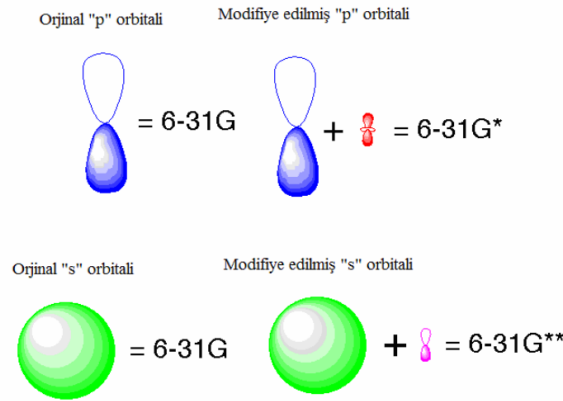 Orjinal "p" orbitali
Modifiye edilmiş "p" orbitali
= 6-31G
+ = 6-31G*
Orjinal "s" orbitali
Modifiye edilmiş "s" orbitali
= 6-31G
+ = 6-31G**